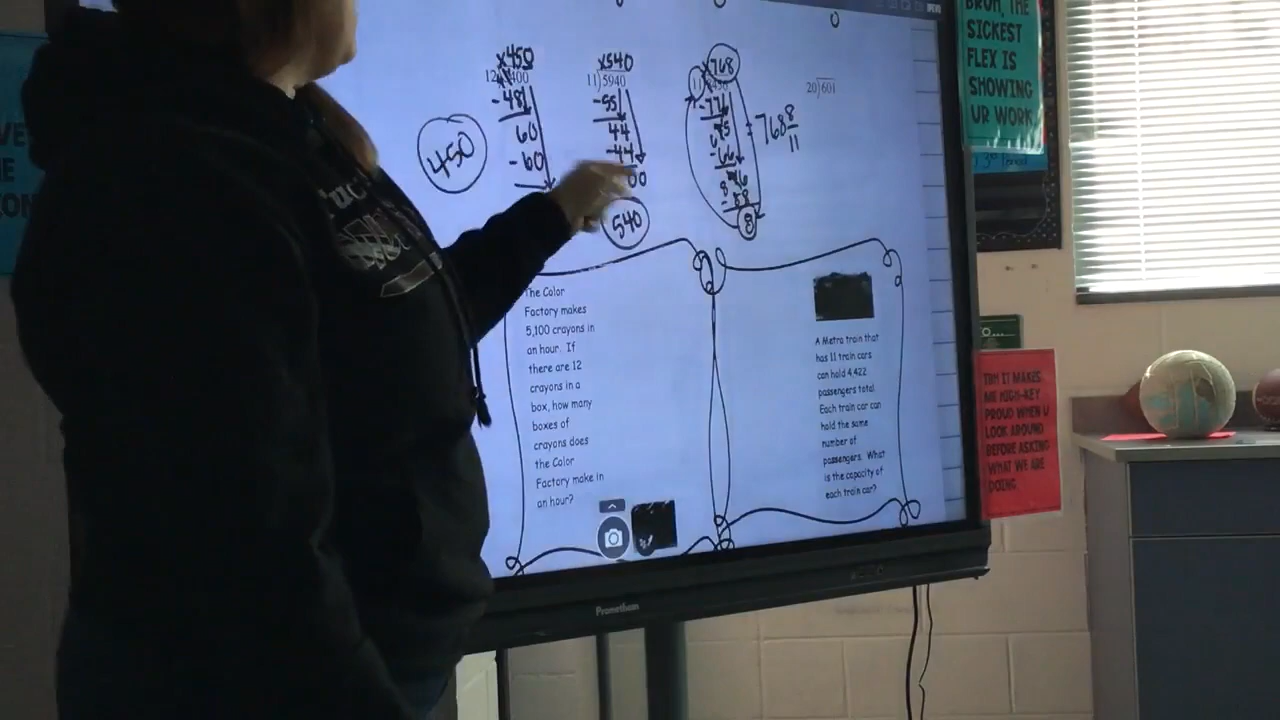 BRUH, THE
SICKEST
FLEX IS
SHOWING
UR WORK
3rd Period
x450
-48
60
-60
450
x540
11)5940
-55
44
-44
00
540
x768
11
-77
-66
-88
8
768 8/11
20)601
The Color
Factory makes
5,100 crayons in
an hour. If
there are 12
crayons in a
box, how many
boxes of
crayons does
the Color
Factory make in
an hour?
A Metro train that
has 11 train cars
can hold 4,422
passengers total.
Each train car can
hold the same
number of
passengers. What
is the capacity of
each train car?
TBH IT MAKES
ME HIGH-KEY
PROUD WHEN U
LOOK AROUND
BEFORE ASKING
WHAT WE ARE
DOING
Promethean